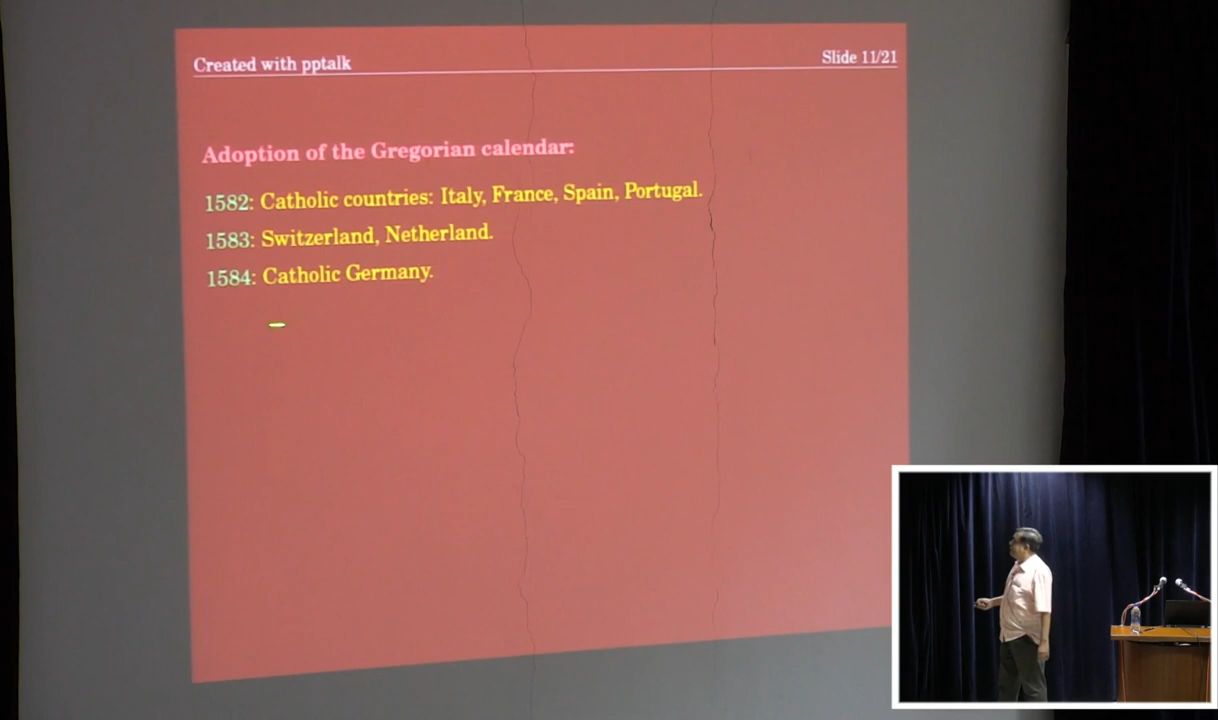 Created with pptalk
Slide 11/21
Adoption of the Gregorian calendar:
1582: Catholic countries: Italy, France, Spain, Portugal.
1583: Switzerland, Netherland.
1584: Catholic Germany.